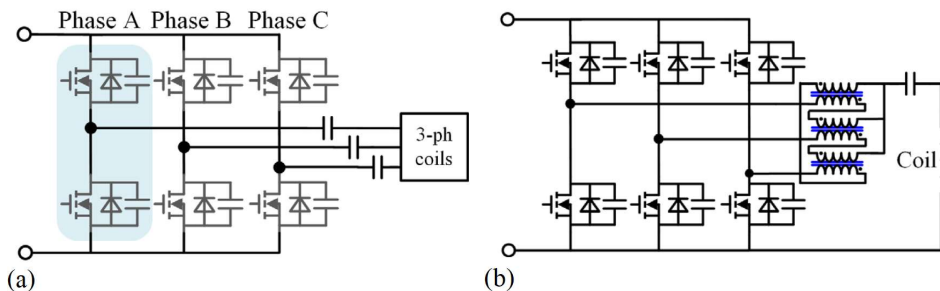 Phase A Phase B Phase C
3-ph
coils
Coil
(a)
(b)